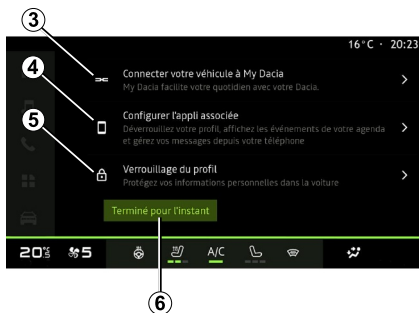 3
16°C · 20:23
4
Connecter votre véhicule à My Dacia
My Dacia facilite votre quotidien avec votre Dacia.
5
Configurer l'appli associée
Déverrouillez votre profil, affichez les événements de votre agenda
et gérez vos messages depuis votre téléphone
Verrouillage du profil
Protégez vos informations personnelles dans la voiture
Terminé pour l'instant
20°5
5
A/C
6